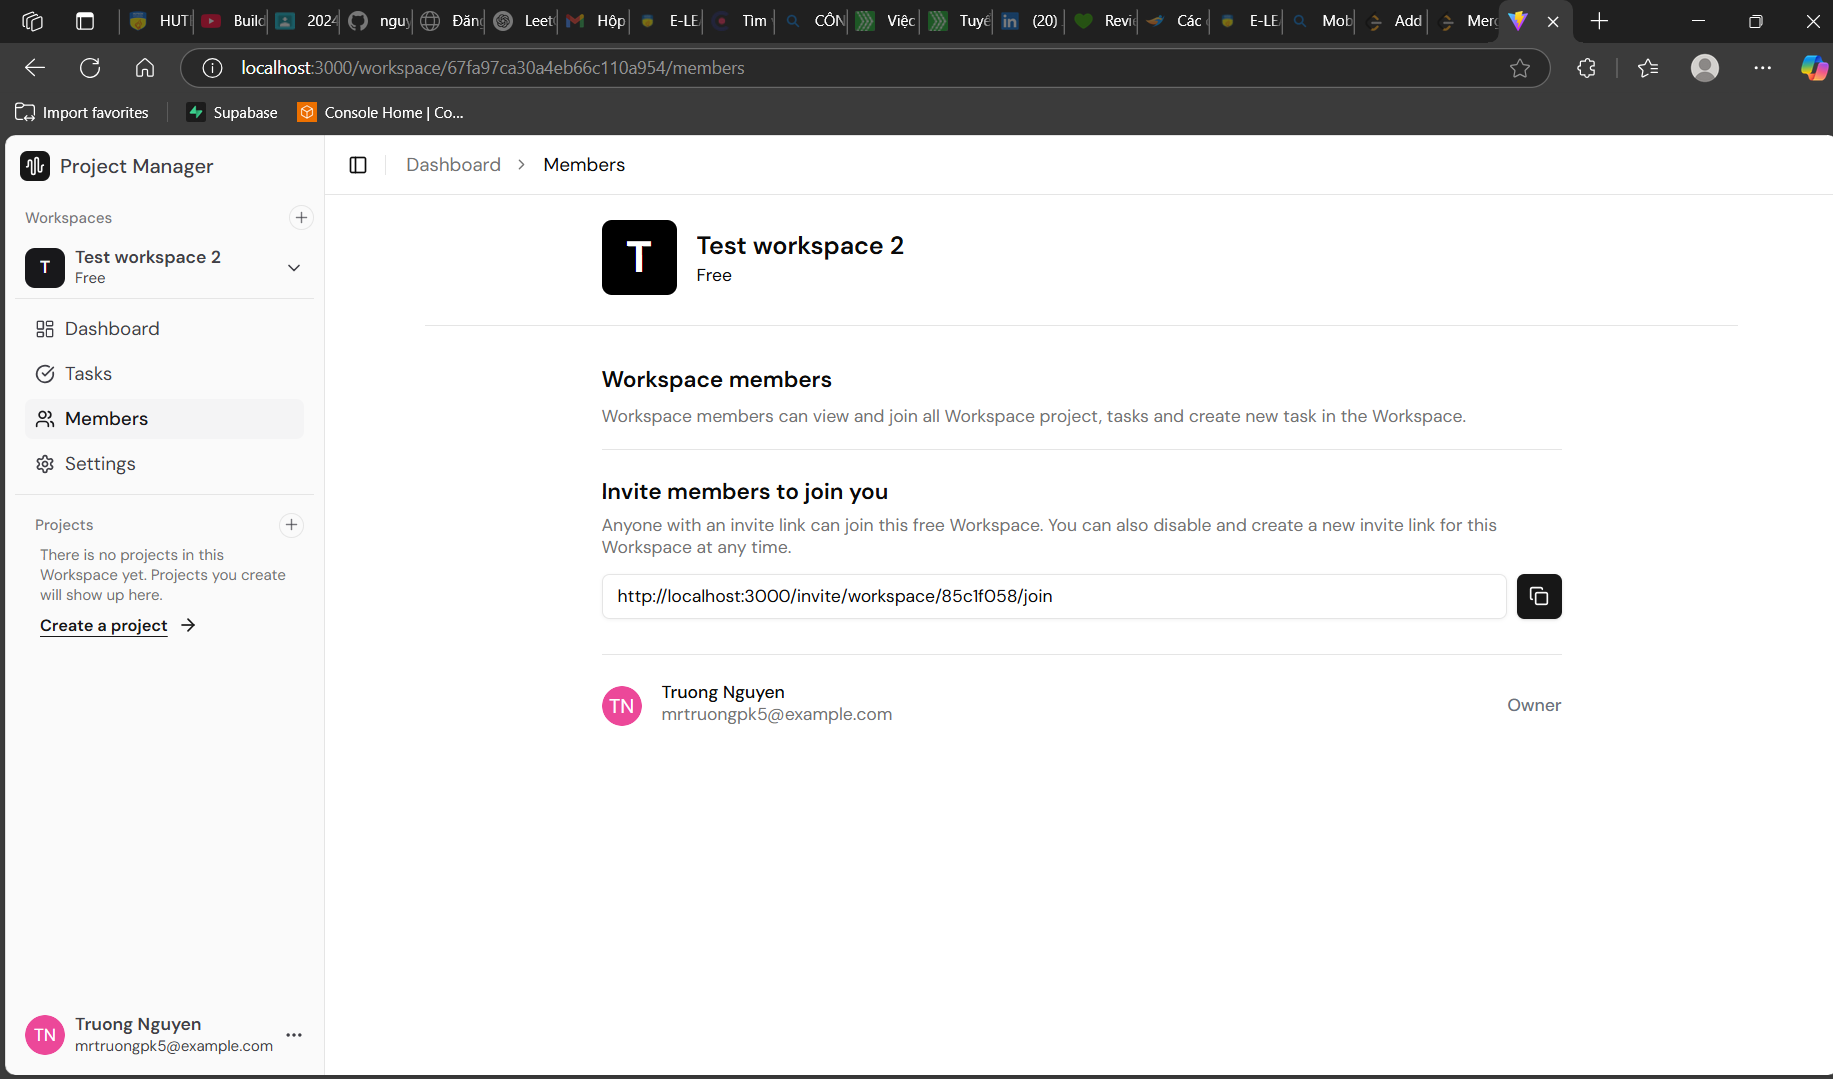 HUT
Build
2024
nguy
Đăn
Leet
Hộp
E-LE
Tìm
CÔN
Việc
Tuyể
(20)
Revie
Các
E-LE
Mob
Add
Merg
localhost:3000/workspace/67fa97ca30a4eb66c110a954/members
Import favorites
Supabase
Console Home | Co...
Project Manager
Workspaces
T
Test workspace 2
Free
Dashboard
Tasks
Members
Settings
Projects
There is no projects in this
Workspace yet. Projects you create
will show up here.
Create a project
TN
Truong Nguyen
mrtruongpk5@example.com
Dashboard > Members
T
Test workspace 2
Free
Workspace members
Workspace members can view and join all Workspace project, tasks and create new task in the Workspace.
Invite members to join you
Anyone with an invite link can join this free Workspace. You can also disable and create a new invite link for this
Workspace at any time.
http://localhost:3000/invite/workspace/85c1f058/join
TN
Truong Nguyen
mrtruongpk5@example.com
Owner